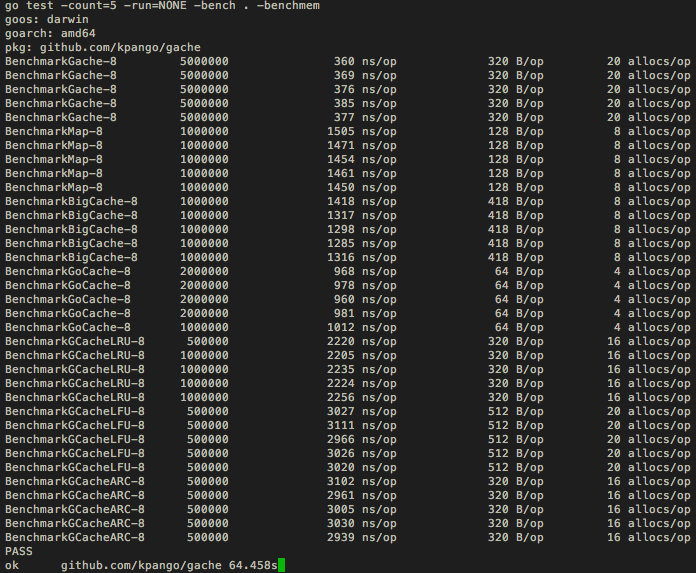 go test -count=5 -run=NONE -bench . -benchmem
goos: darwin
goarch: amd64
pkg: github.com/kpango/gache
BenchmarkGache-8 5000000 360 ns/op 320 B/op 20 allocs/op
BenchmarkGache-8 5000000 369 ns/op 320 B/op 20 allocs/op
BenchmarkGache-8 5000000 376 ns/op 320 B/op 20 allocs/op
BenchmarkGache-8 5000000 385 ns/op 320 B/op 20 allocs/op
BenchmarkGache-8 5000000 377 ns/op 320 B/op 20 allocs/op
BenchmarkMap-8 1000000 1505 ns/op 128 B/op 8 allocs/op
BenchmarkMap-8 1000000 1471 ns/op 128 B/op 8 allocs/op
BenchmarkMap-8 1000000 1454 ns/op 128 B/op 8 allocs/op
BenchmarkMap-8 1000000 1461 ns/op 128 B/op 8 allocs/op
BenchmarkMap-8 1000000 1450 ns/op 128 B/op 8 allocs/op
BenchmarkBigCache-8 1000000 1418 ns/op 418 B/op 8 allocs/op
BenchmarkBigCache-8 1000000 1317 ns/op 418 B/op 8 allocs/op
BenchmarkBigCache-8 1000000 1298 ns/op 418 B/op 8 allocs/op
BenchmarkBigCache-8 1000000 1285 ns/op 418 B/op 8 allocs/op
BenchmarkBigCache-8 1000000 1316 ns/op 418 B/op 8 allocs/op
BenchmarkGoCache-8 2000000 968 ns/op 64 B/op 4 allocs/op
BenchmarkGoCache-8 2000000 978 ns/op 64 B/op 4 allocs/op
BenchmarkGoCache-8 2000000 960 ns/op 64 B/op 4 allocs/op
BenchmarkGoCache-8 2000000 981 ns/op 64 B/op 4 allocs/op
BenchmarkGoCache-8 1000000 1012 ns/op 64 B/op 4 allocs/op
BenchmarkGCacheLRU-8 500000 2220 ns/op 320 B/op 16 allocs/op
BenchmarkGCacheLRU-8 1000000 2205 ns/op 320 B/op 16 allocs/op
BenchmarkGCacheLRU-8 1000000 2235 ns/op 320 B/op 16 allocs/op
BenchmarkGCacheLRU-8 1000000 2224 ns/op 320 B/op 16 allocs/op
BenchmarkGCacheLRU-8 1000000 2256 ns/op 320 B/op 16 allocs/op
BenchmarkGCacheLFU-8 500000 3027 ns/op 512 B/op 20 allocs/op
BenchmarkGCacheLFU-8 500000 3111 ns/op 512 B/op 20 allocs/op
BenchmarkGCacheLFU-8 500000 2966 ns/op 512 B/op 20 allocs/op
BenchmarkGCacheLFU-8 500000 3026 ns/op 512 B/op 20 allocs/op
BenchmarkGCacheLFU-8 500000 3020 ns/op 512 B/op 20 allocs/op
BenchmarkGCacheARC-8 500000 3102 ns/op 320 B/op 16 allocs/op
BenchmarkGCacheARC-8 500000 2961 ns/op 320 B/op 16 allocs/op
BenchmarkGCacheARC-8 500000 3005 ns/op 320 B/op 16 allocs/op
BenchmarkGCacheARC-8 500000 3030 ns/op 320 B/op 16 allocs/op
BenchmarkGCacheARC-8 500000 2939 ns/op 320 B/op 16 allocs/op
PASS
ok github.com/kpango/gache 64.458s